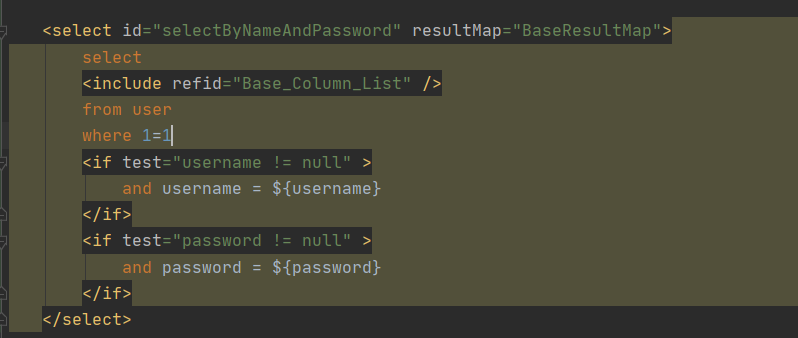 <select id="selectByNameAndPassword" resultMap="BaseResultMap">
select
<include refid="Base_Column_List" />
from user
where 1=1
<if test="username != null" >
and username = ${username}
</if>
<if test="password != null" >
and password = ${password}
</if>
</select>